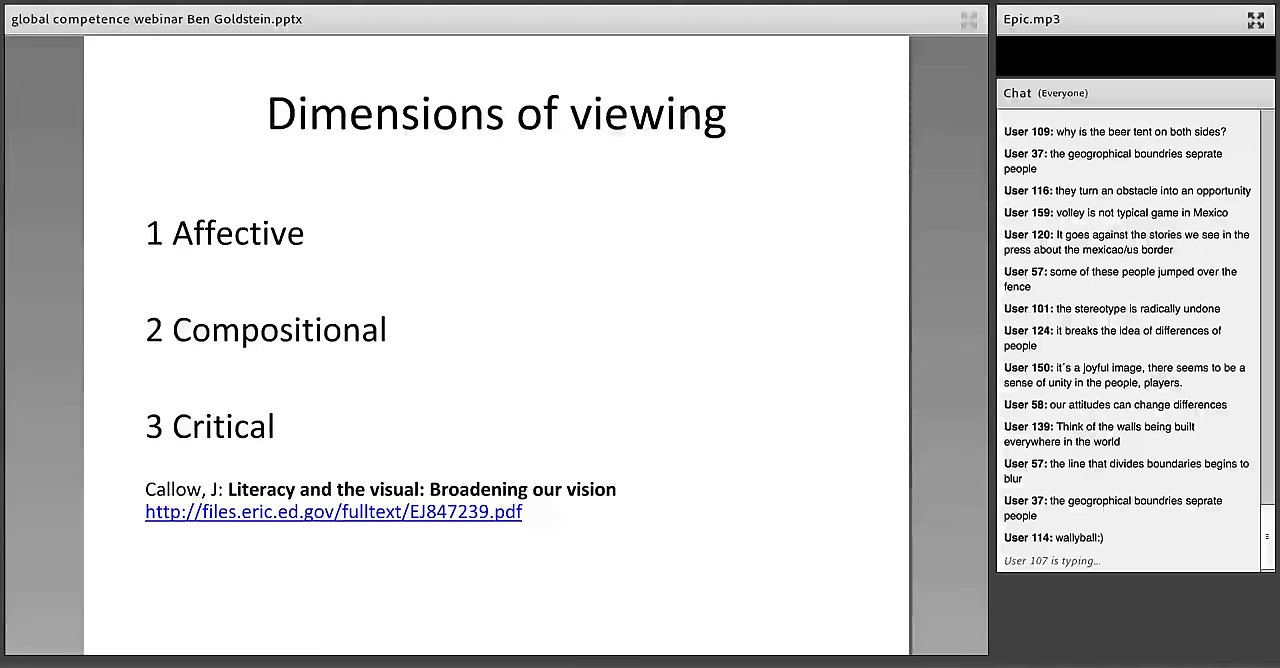 global competence webinar Ben Goldstein.pptx
Dimensions of viewing
1 Affective
2 Compositional
3 Critical
Callow, J: Literacy and the visual: Broadening our vision
http://files.eric.ed.gov/fulltext/EJ847239.pdf
Epic.mp3
Chat (Everyone)
User 109: why is the beer tent on both sides?
User 37: the geographical boundries seprate
people
User 116: they turn an obstacle into an opportunity
User 159: volley is not typical game in Mexico
User 120: It goes against the stories we see in the
press about the mexicao/us border
User 57: some of these people jumped over the
fence
User 101: the stereotype is radically undone
User 124: it breaks the idea of differences of
people
User 150: it´s a joyful image, there seems to be a
sense of unity in the people, players.
User 58: our attitudes can change differences
User 139: Think of the walls being built
everywhere in the world
User 57: the line that divides boundaries begins to
blur
User 37: the geographical boundries seprate
people
User 114: wallyball:)
User 107 is typing...